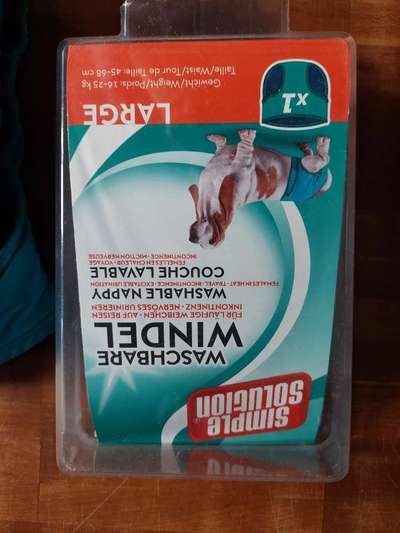 SIMPLE
SOLUTION®
WASCHBARE
WINDEL
FÜR LÄUFIGE WEIBCHEN · AUF REISEN
INKONTINENZ · NERVÖSES URINIEREN
WASHABLE NAPPY
FEMALES IN HEAT · TRAVEL · INCONTINENCE · EXCITABLE URINATION
COUCHE LAVABLE
FEMELLES EN CHALEUR · VOYAGE
INCONTINENCE · MICTION NERVEUSE
LARGE
Gewicht/Weight/Poids: 16-25 kg
Taille/Waist/Tour de Taille: 45-68 cm
x1